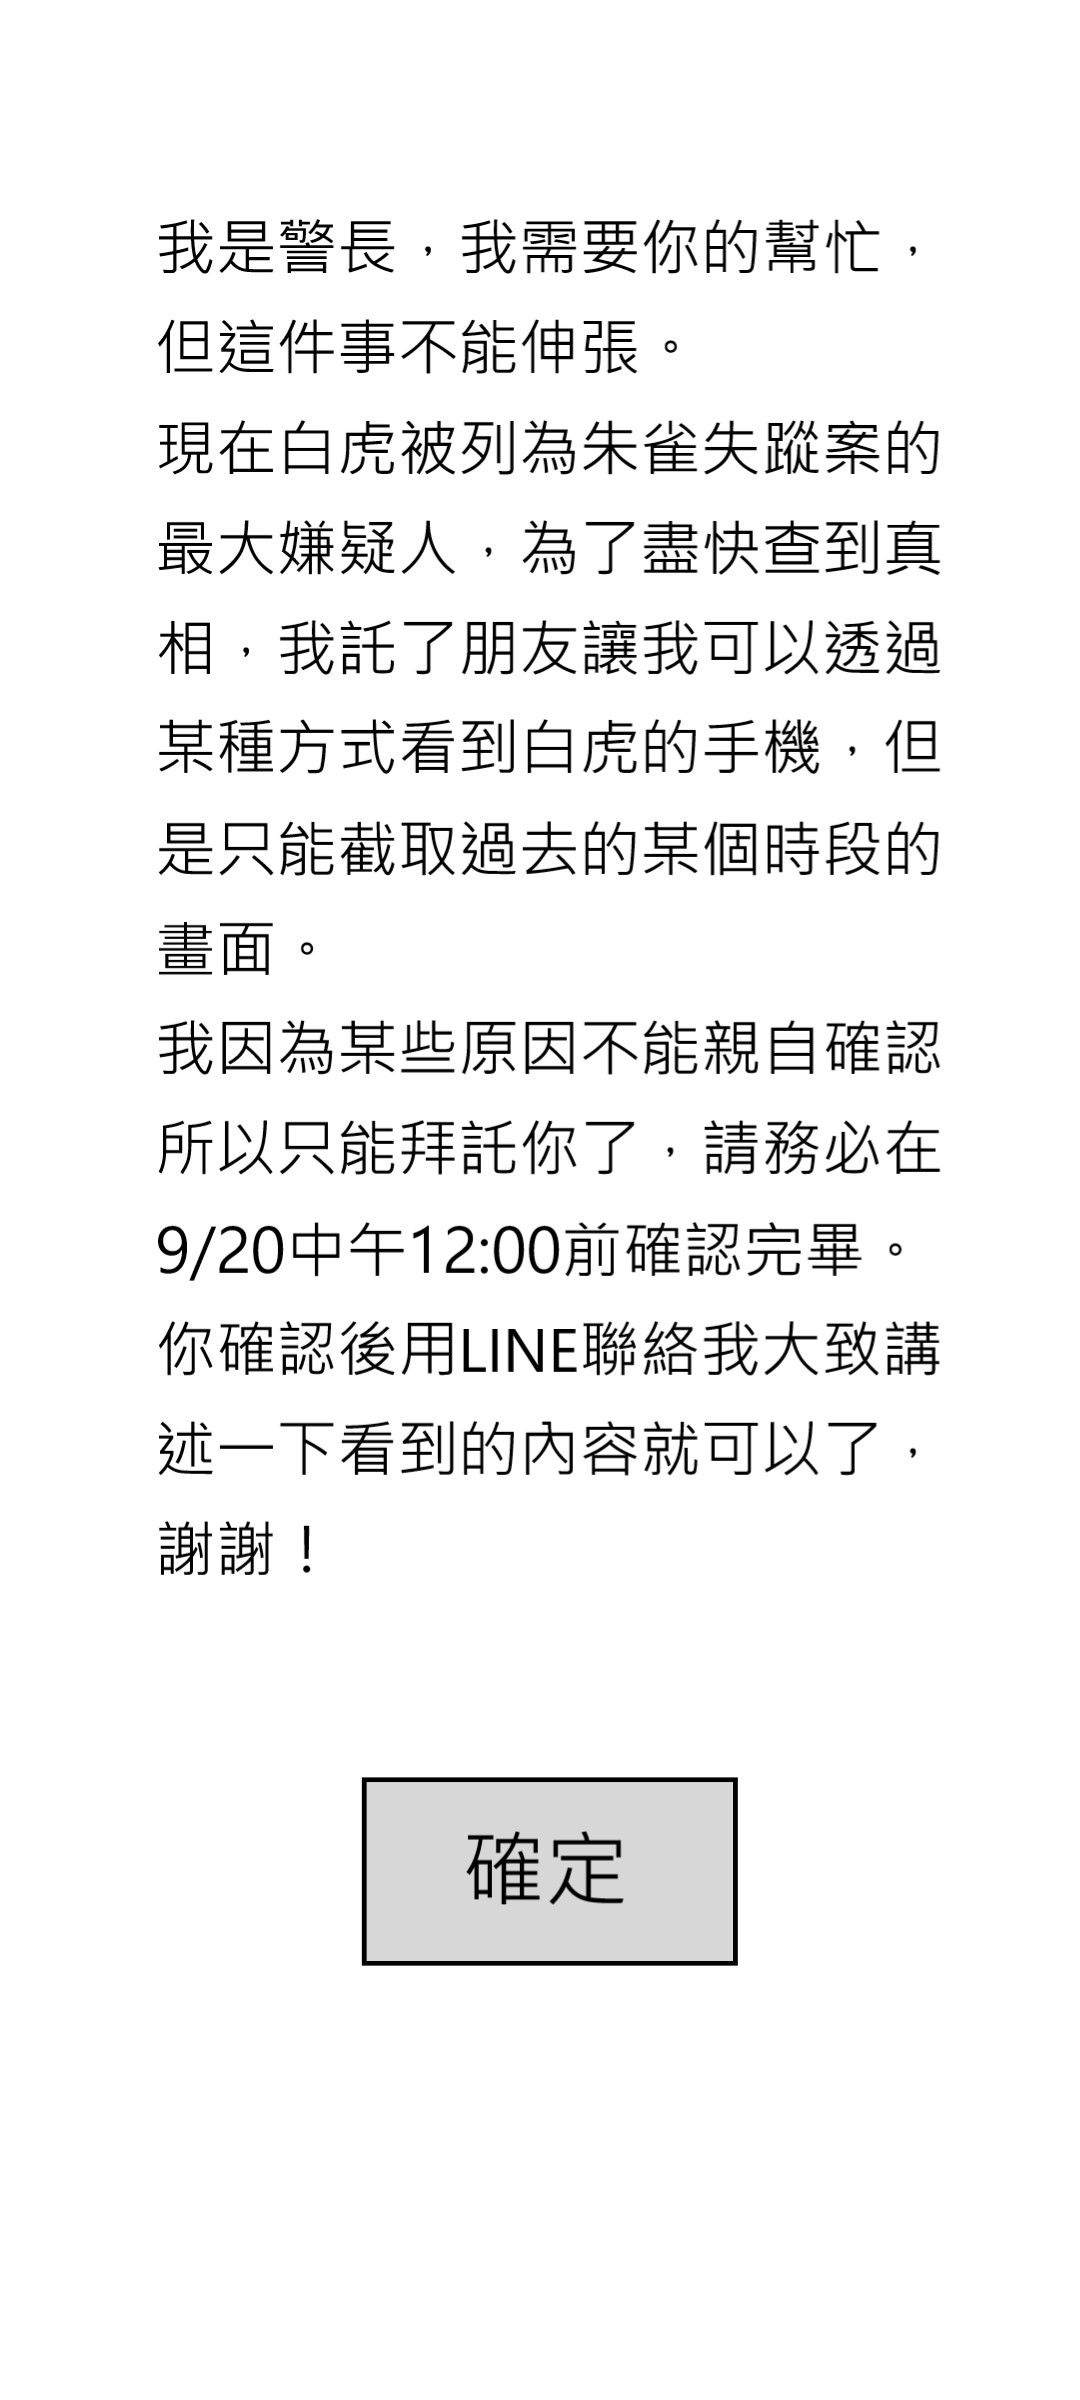 我是警長，我需要你的幫忙，
但這件事不能伸張。
現在白虎被列為朱雀失蹤案的
最大嫌疑人，為了盡快查到真
相，我託了朋友讓我可以透過
某種方式看到白虎的手機，但
是只能截取過去的某個時段的
畫面。
我因為某些原因不能親自確認
所以只能拜託你了，請務必在
9/20中午12:00前確認完畢。
你確認後用LINE聯絡我大致講
述一下看到的內容就可以了，
謝謝！
確定